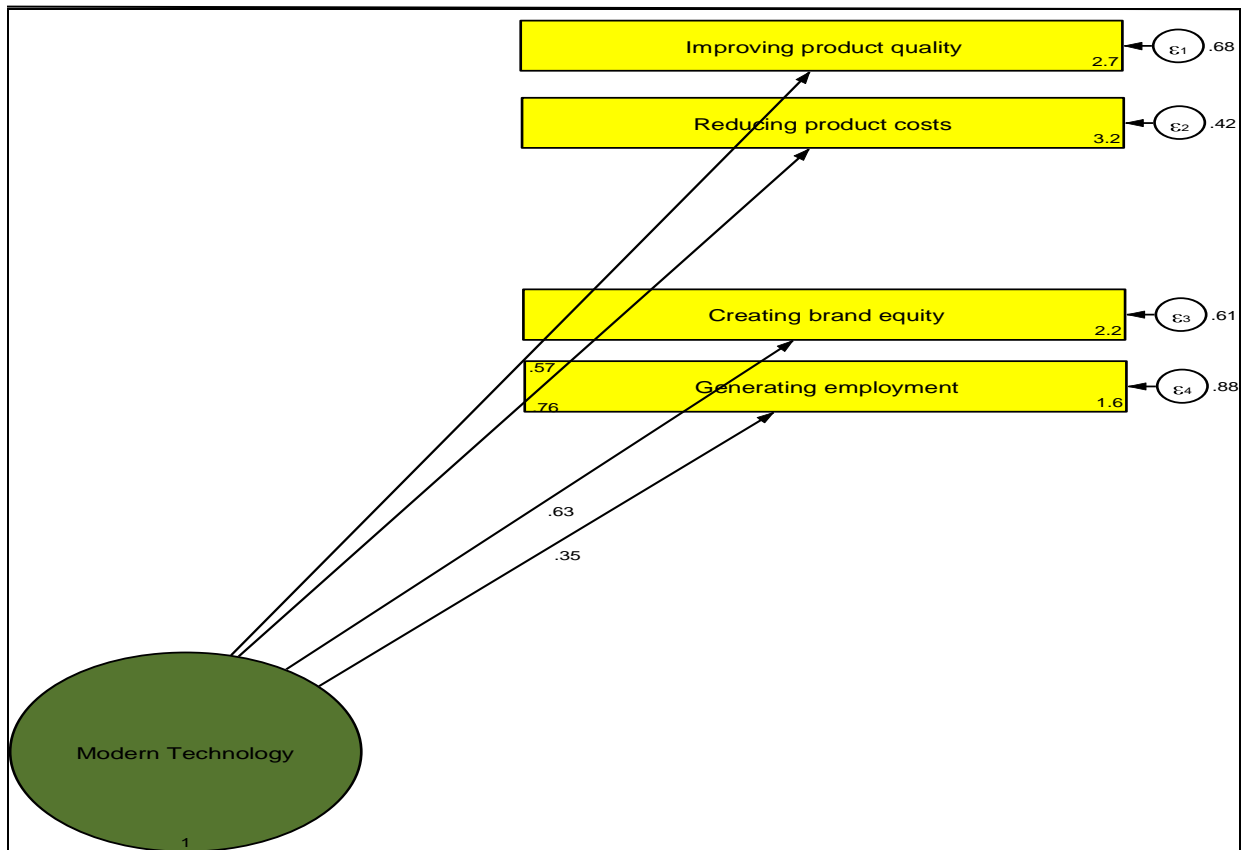 Improving product quality
2.7
ε1 .68
Reducing product costs
3.2
ε2 .42
Creating brand equity
2.2
ε3 .61
.57
Generating employment
.76
1.6
ε4 .88
.63
.35
Modern Technology
1